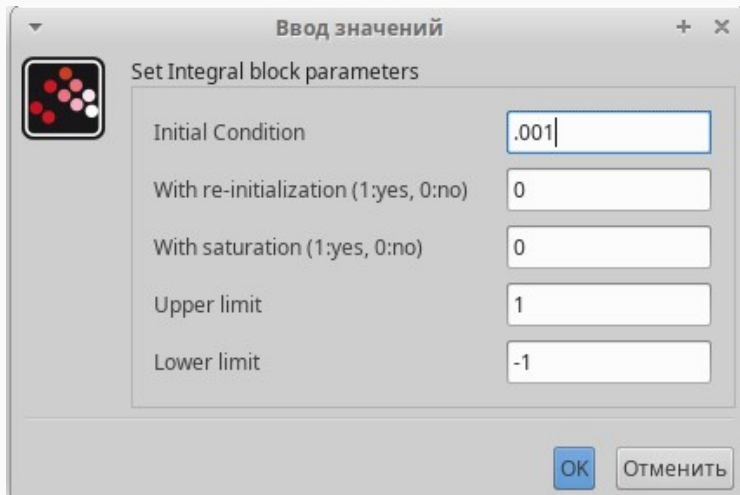 Ввод значений
Set Integral block parameters
Initial Condition .001
With re-initialization (1:yes, 0:no) 0
With saturation (1:yes, 0:no) 0
Upper limit 1
Lower limit -1
OK Отменить